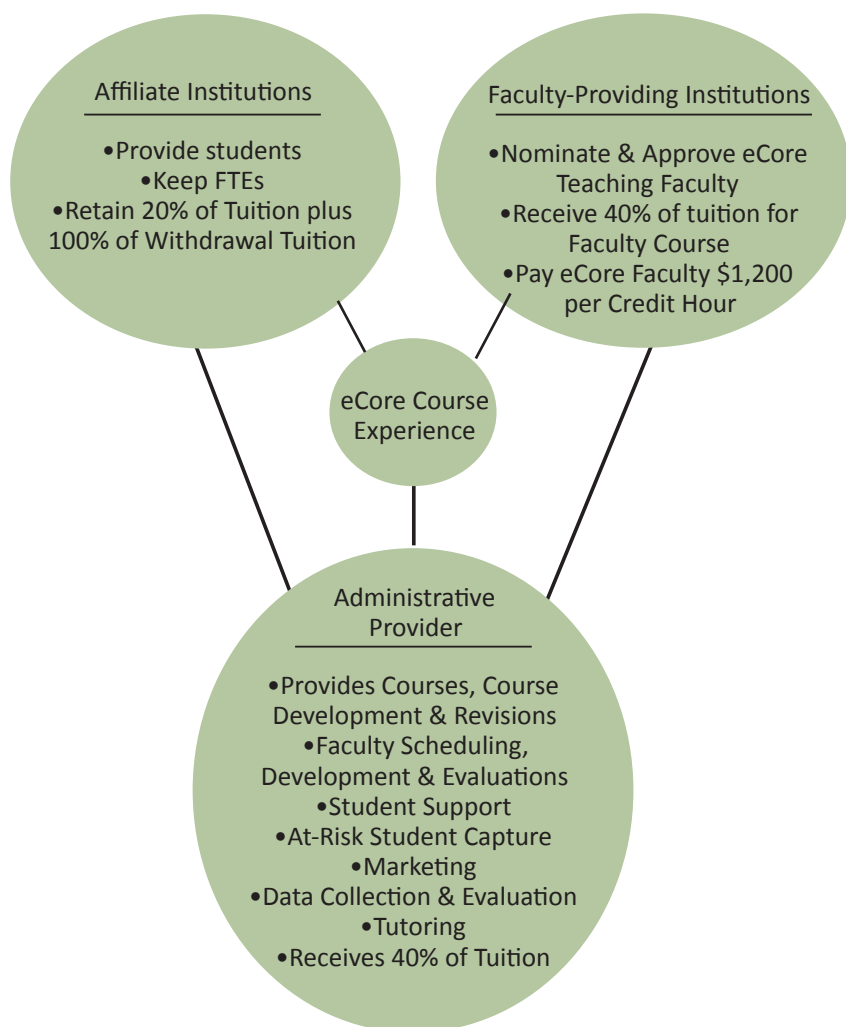 Affiliate Institutions
•Provide students
•Keep FTEs
•Retain 20% of Tuition plus
100% of Withdrawal Tuition
Faculty-Providing Institutions
•Nominate & Approve eCore
Teaching Faculty
•Receive 40% of tuition for
Faculty Course
•Pay eCore Faculty $1,200
per Credit Hour
eCore Course
Experience
Administrative
Provider
•Provides Courses, Course
Development & Revisions
•Faculty Scheduling,
Development & Evaluations
•Student Support
•At-Risk Student Capture
•Marketing
•Data Collection & Evaluation
•Tutoring
•Receives 40% of Tuition